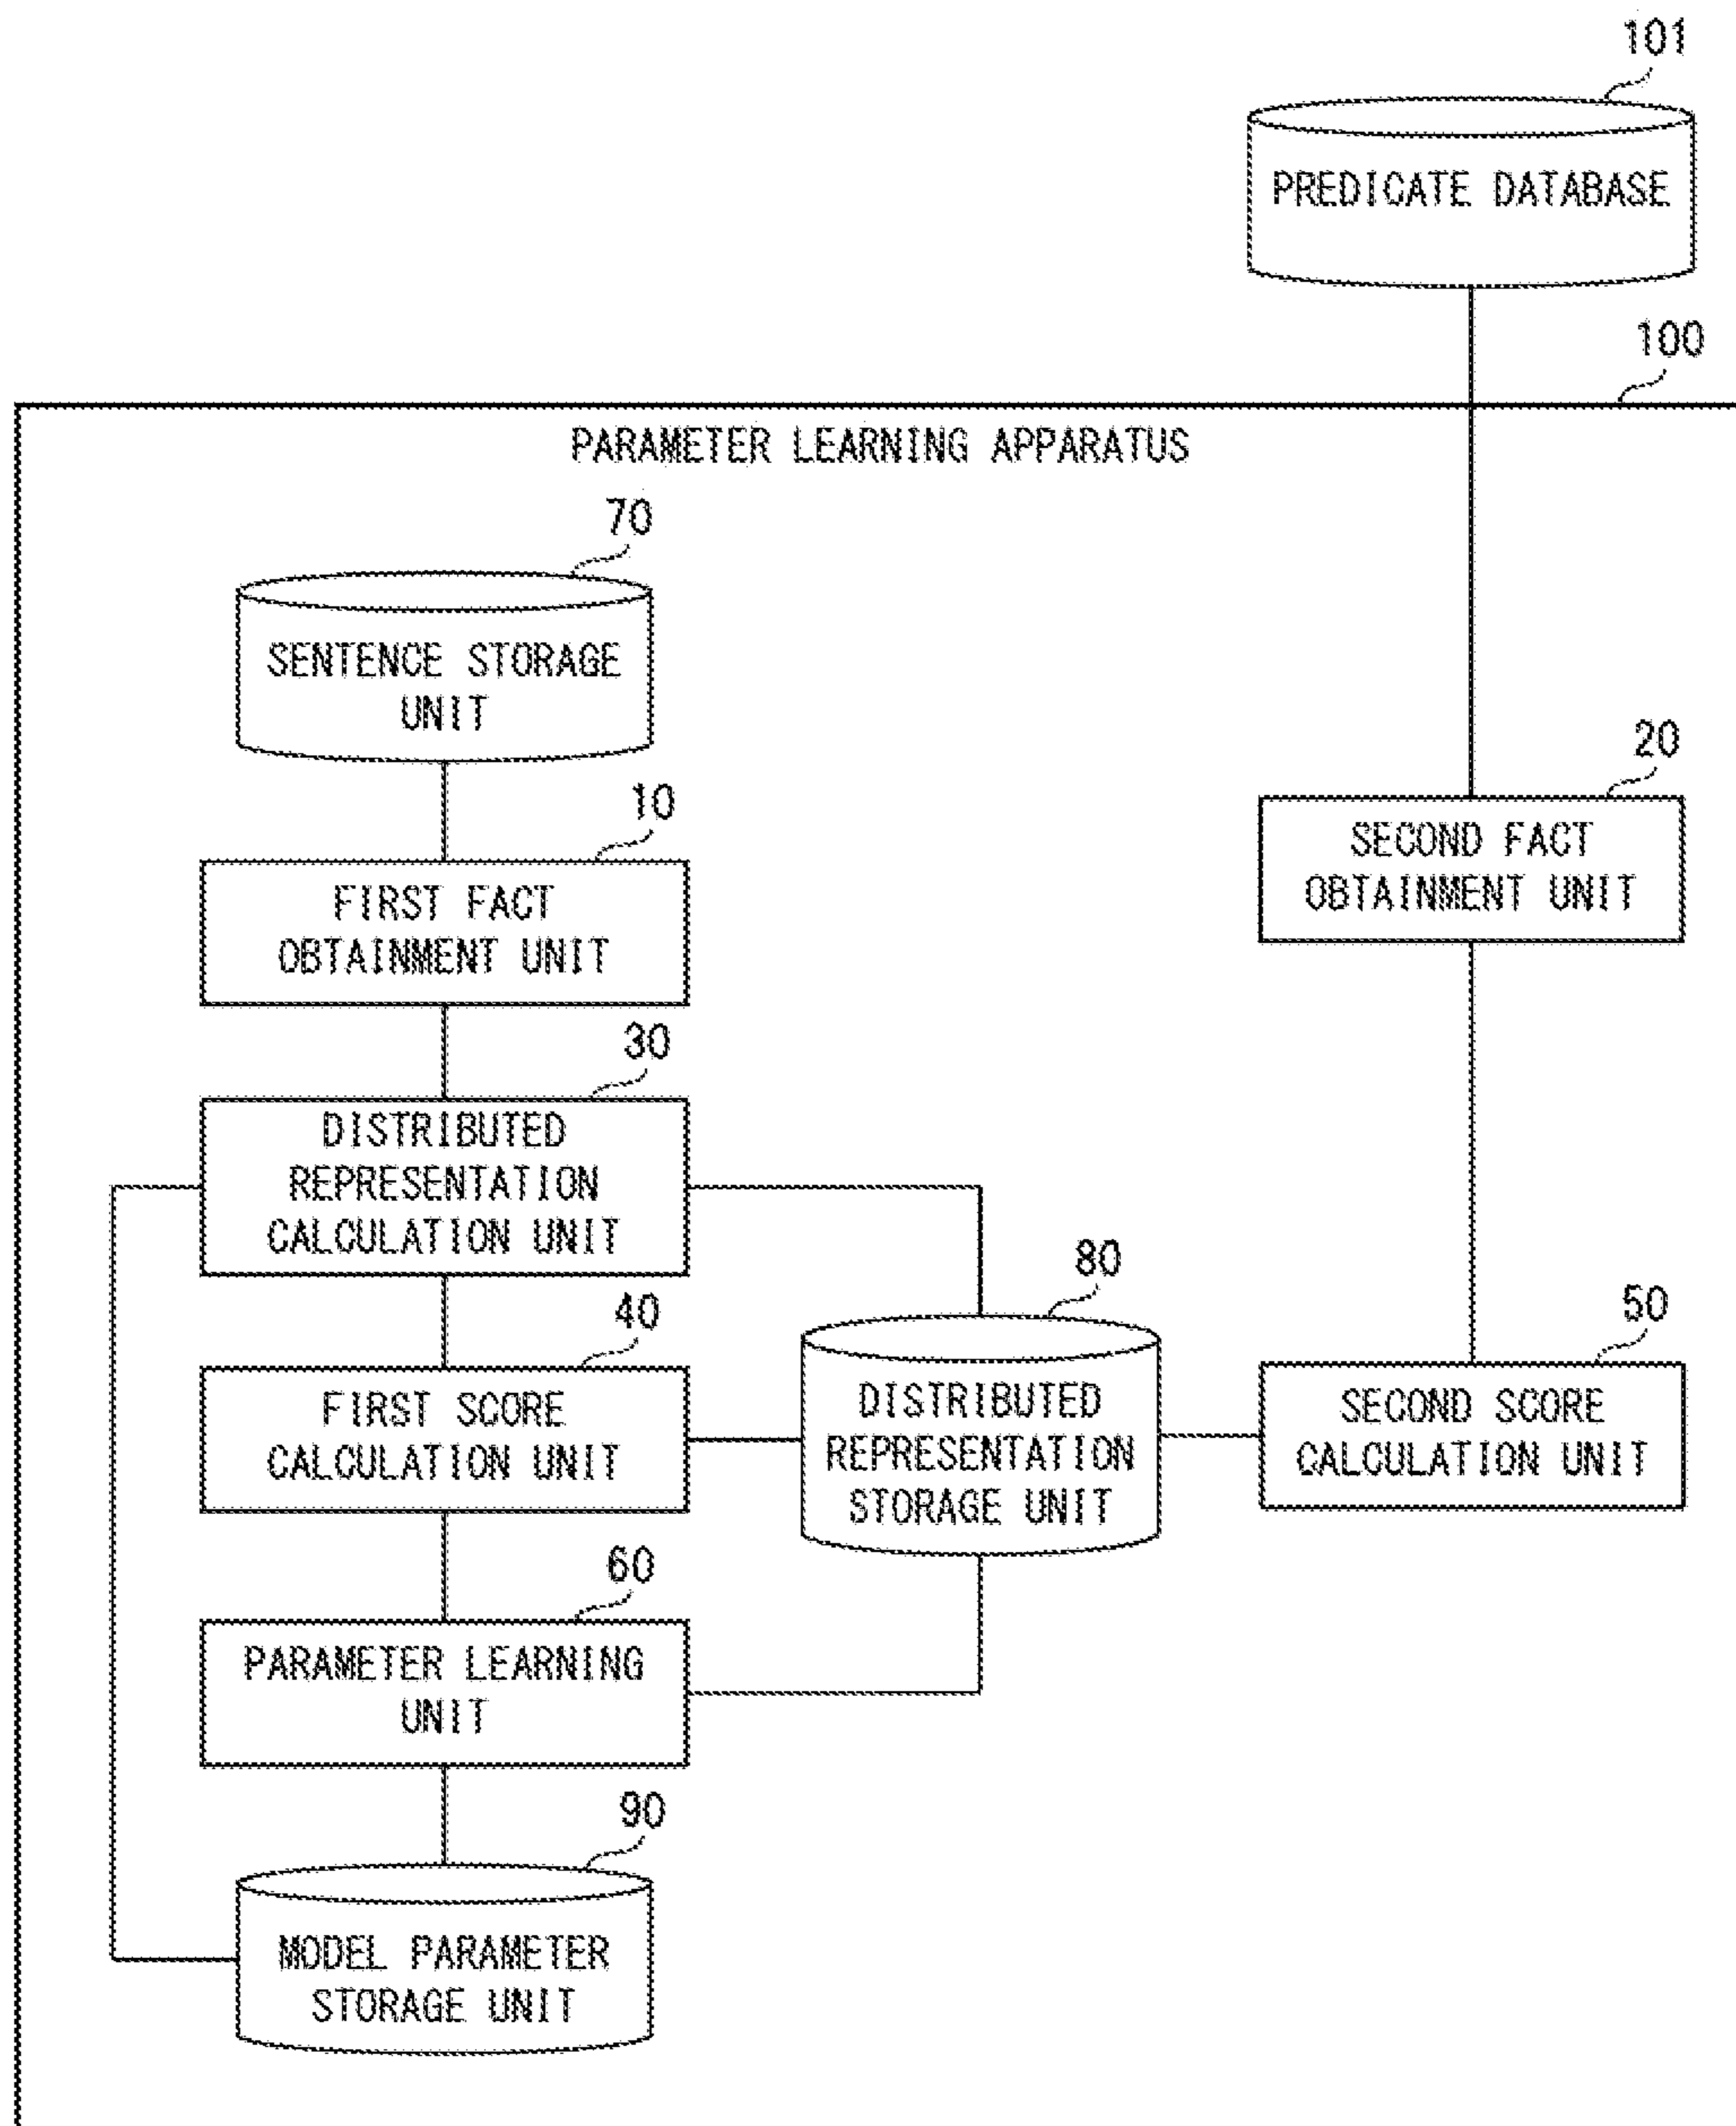 101
PREDICATE DATABASE
100
PARAMETER LEARNING APPARATUS
70
SENTENCE STORAGE
UNIT
10
FIRST FACT
OBTAINMENT UNIT
20
SECOND FACT
OBTAINMENT UNIT
30
DISTRIBUTED
REPRESENTATION
CALCULATION UNIT
40
FIRST SCORE
CALCULATION UNIT
80
DISTRIBUTED
REPRESENTATION
STORAGE UNIT
50
SECOND SCORE
CALCULATION UNIT
60
PARAMETER LEARNING
UNIT
90
MODEL PARAMETER
STORAGE UNIT